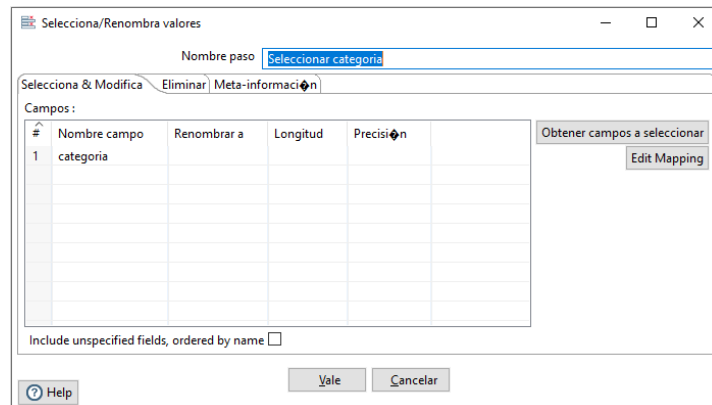 Selecciona/Renombra valores
Nombre paso Seleccionar categoria
Selecciona & Modifica Eliminar Meta-informaci�n
Campos :
# Nombre campo Renombrar a Longitud Precisi�n
Obtener campos a seleccionar
1 categoria
Edit Mapping
Include unspecified fields, ordered by name
Vale Cancelar
Help